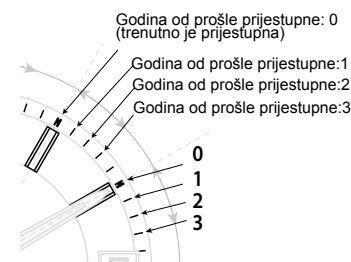 Godina od prošle prijestupne: 0
(trenutno je prijestupna)
Godina od prošle prijestupne:1
Godina od prošle prijestupne:2
Godina od prošle prijestupne:3
0
1
2
3